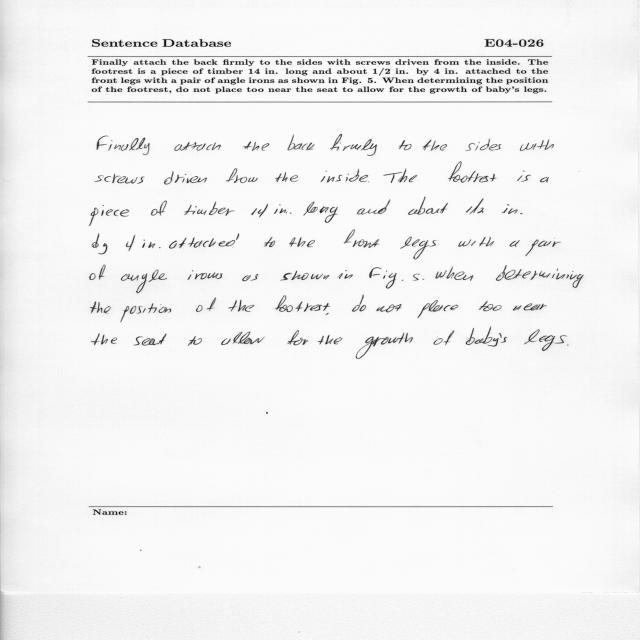 Sentence Database E04-026
Finally attach the back firmly to the sides with screws driven from the inside. The
footrest is a piece of timber 14 in. long and about 1/2 in. by 4 in. attached to the
front legs with a pair of angle irons as shown in Fig. 5. When determining the position
of the footrest, do not place too near the seat to allow for the growth of baby's legs.
Finally attach the back firmly to the sides with
screws driven from the inside. The footrest is a
piece of timber 14 in. long and about 1/2 in.
by 4 in. attached to the front legs with a pair
of angle irons as shown in Fig. 5. when determining
the position of the footrest, do not place too near
the seat to allow for the growth of baby's legs.
Name: